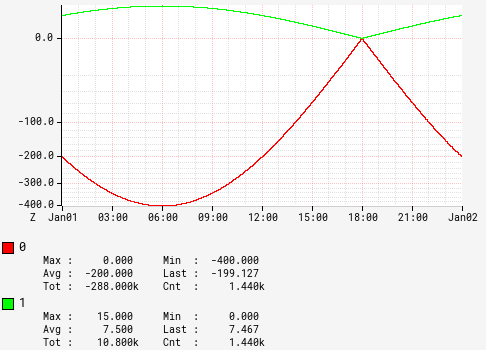 0.0
-100.0
-200.0
-300.0
-400.0
Z Jan01 03:00 06:00 09:00 12:00 15:00 18:00 21:00 Jan02
0
Max : 0.000 Min : -400.000
Avg : -200.000 Last : -199.127
Tot : -288.000k Cnt : 1.440k
1
Max : 15.000 Min : 0.000
Avg : 7.500 Last : 7.467
Tot : 10.800k Cnt : 1.440k